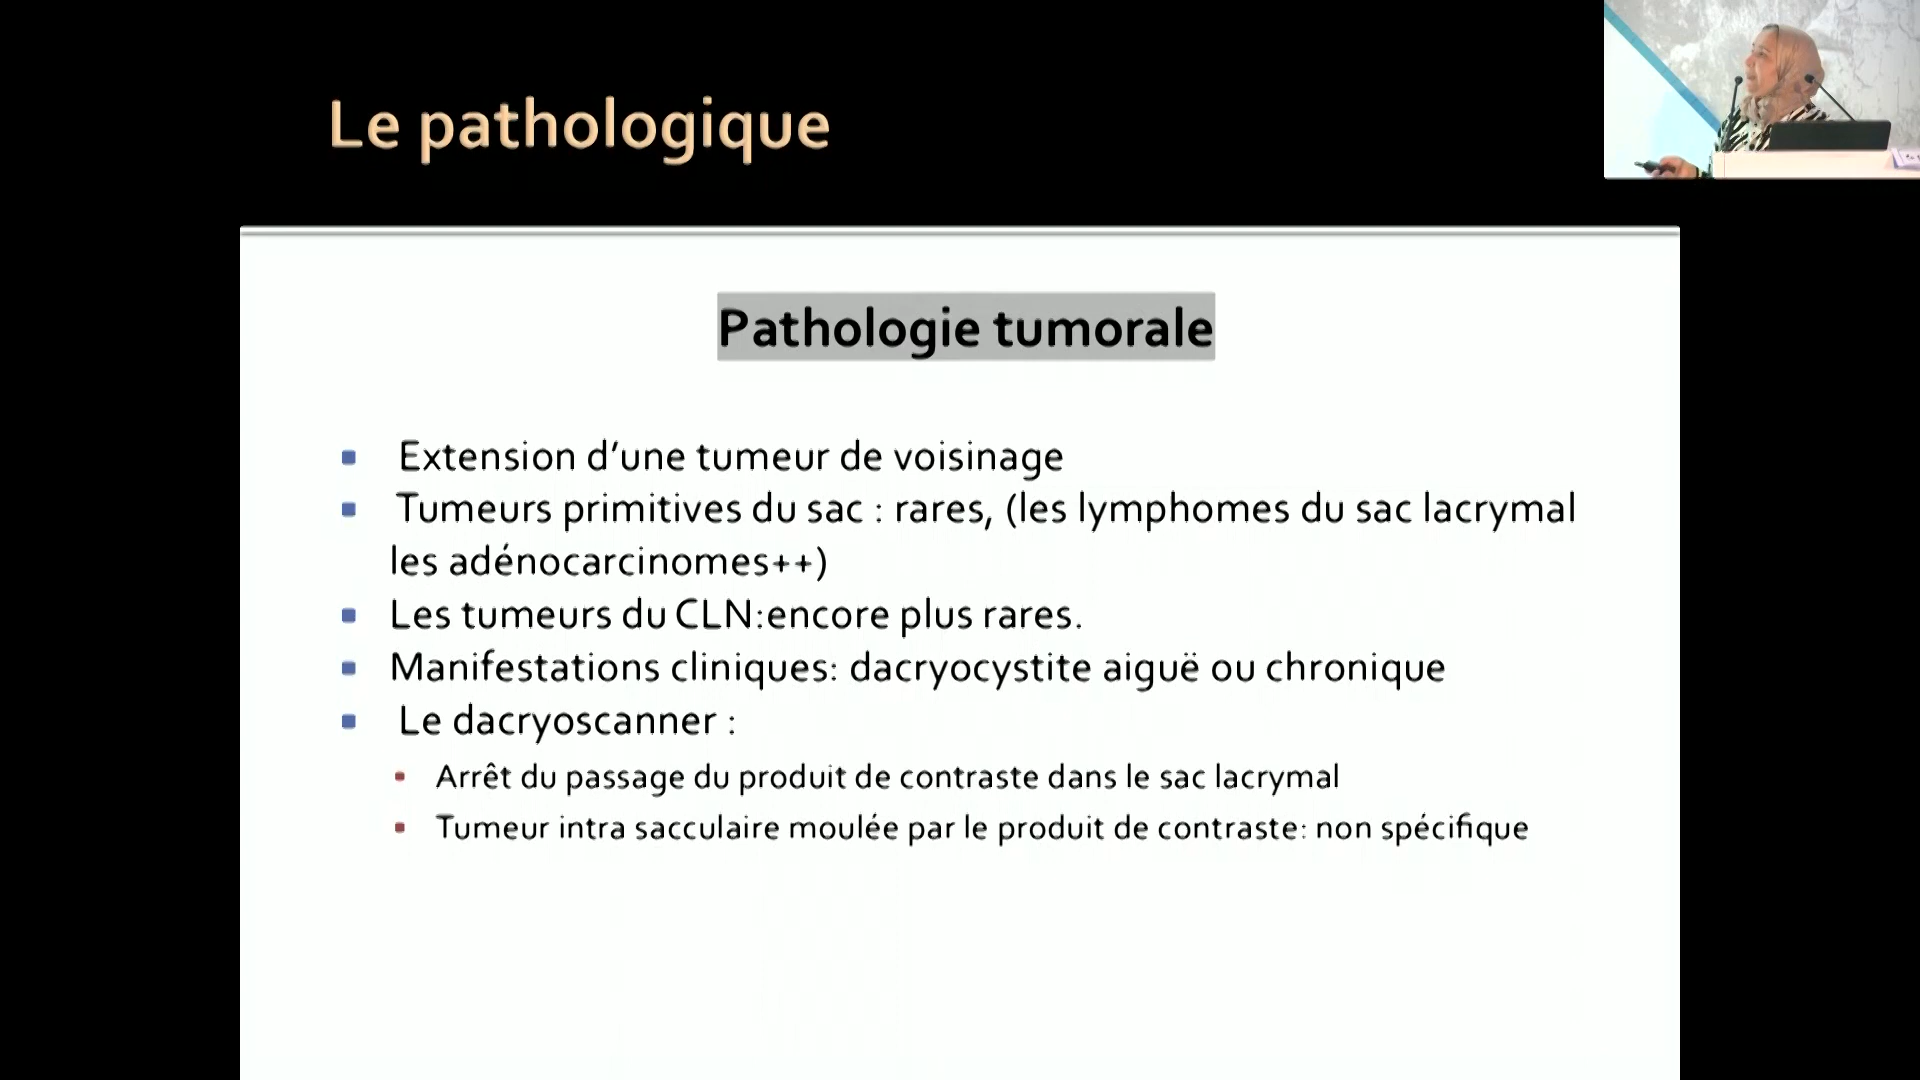 Le pathologique
Pathologie tumorale
Extension d’une tumeur de voisinage
Tumeurs primitives du sac : rares, (les lymphomes du sac lacrymal
les adénocarcinomes++)
Les tumeurs du CLN:encore plus rares.
Manifestations cliniques: dacryocystite aiguë ou chronique
Le dacryoscanner :
Arrêt du passage du produit de contraste dans le sac lacrymal
Tumeur intra sacculaire moulée par le produit de contraste: non spécifique